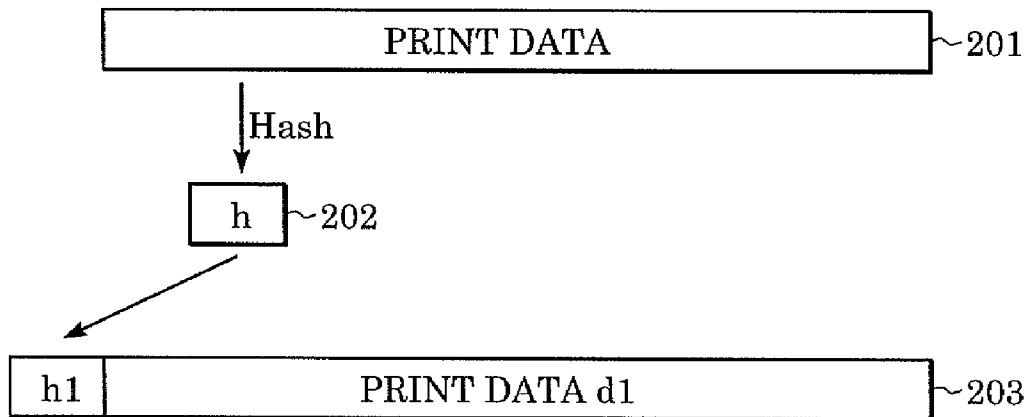 PRINT DATA 201
Hash
h 202
h1 PRINT DATA d1 203